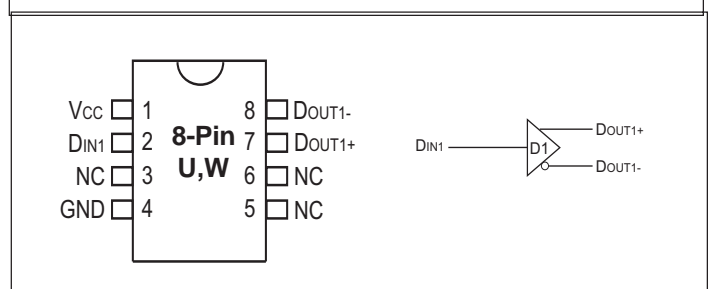 VCC 1 8 DOUT1-
DIN1 2 8-Pin 7 DOUT1+
NC 3 U,W 6 NC
GND 4 5 NC
DIN1 D1 DOUT1+
DOUT1-